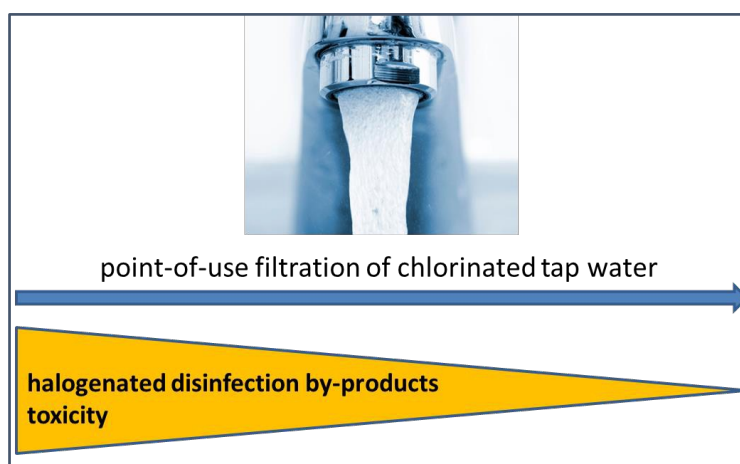 point-of-use filtration of chlorinated tap water
halogenated disinfection by-products
toxicity